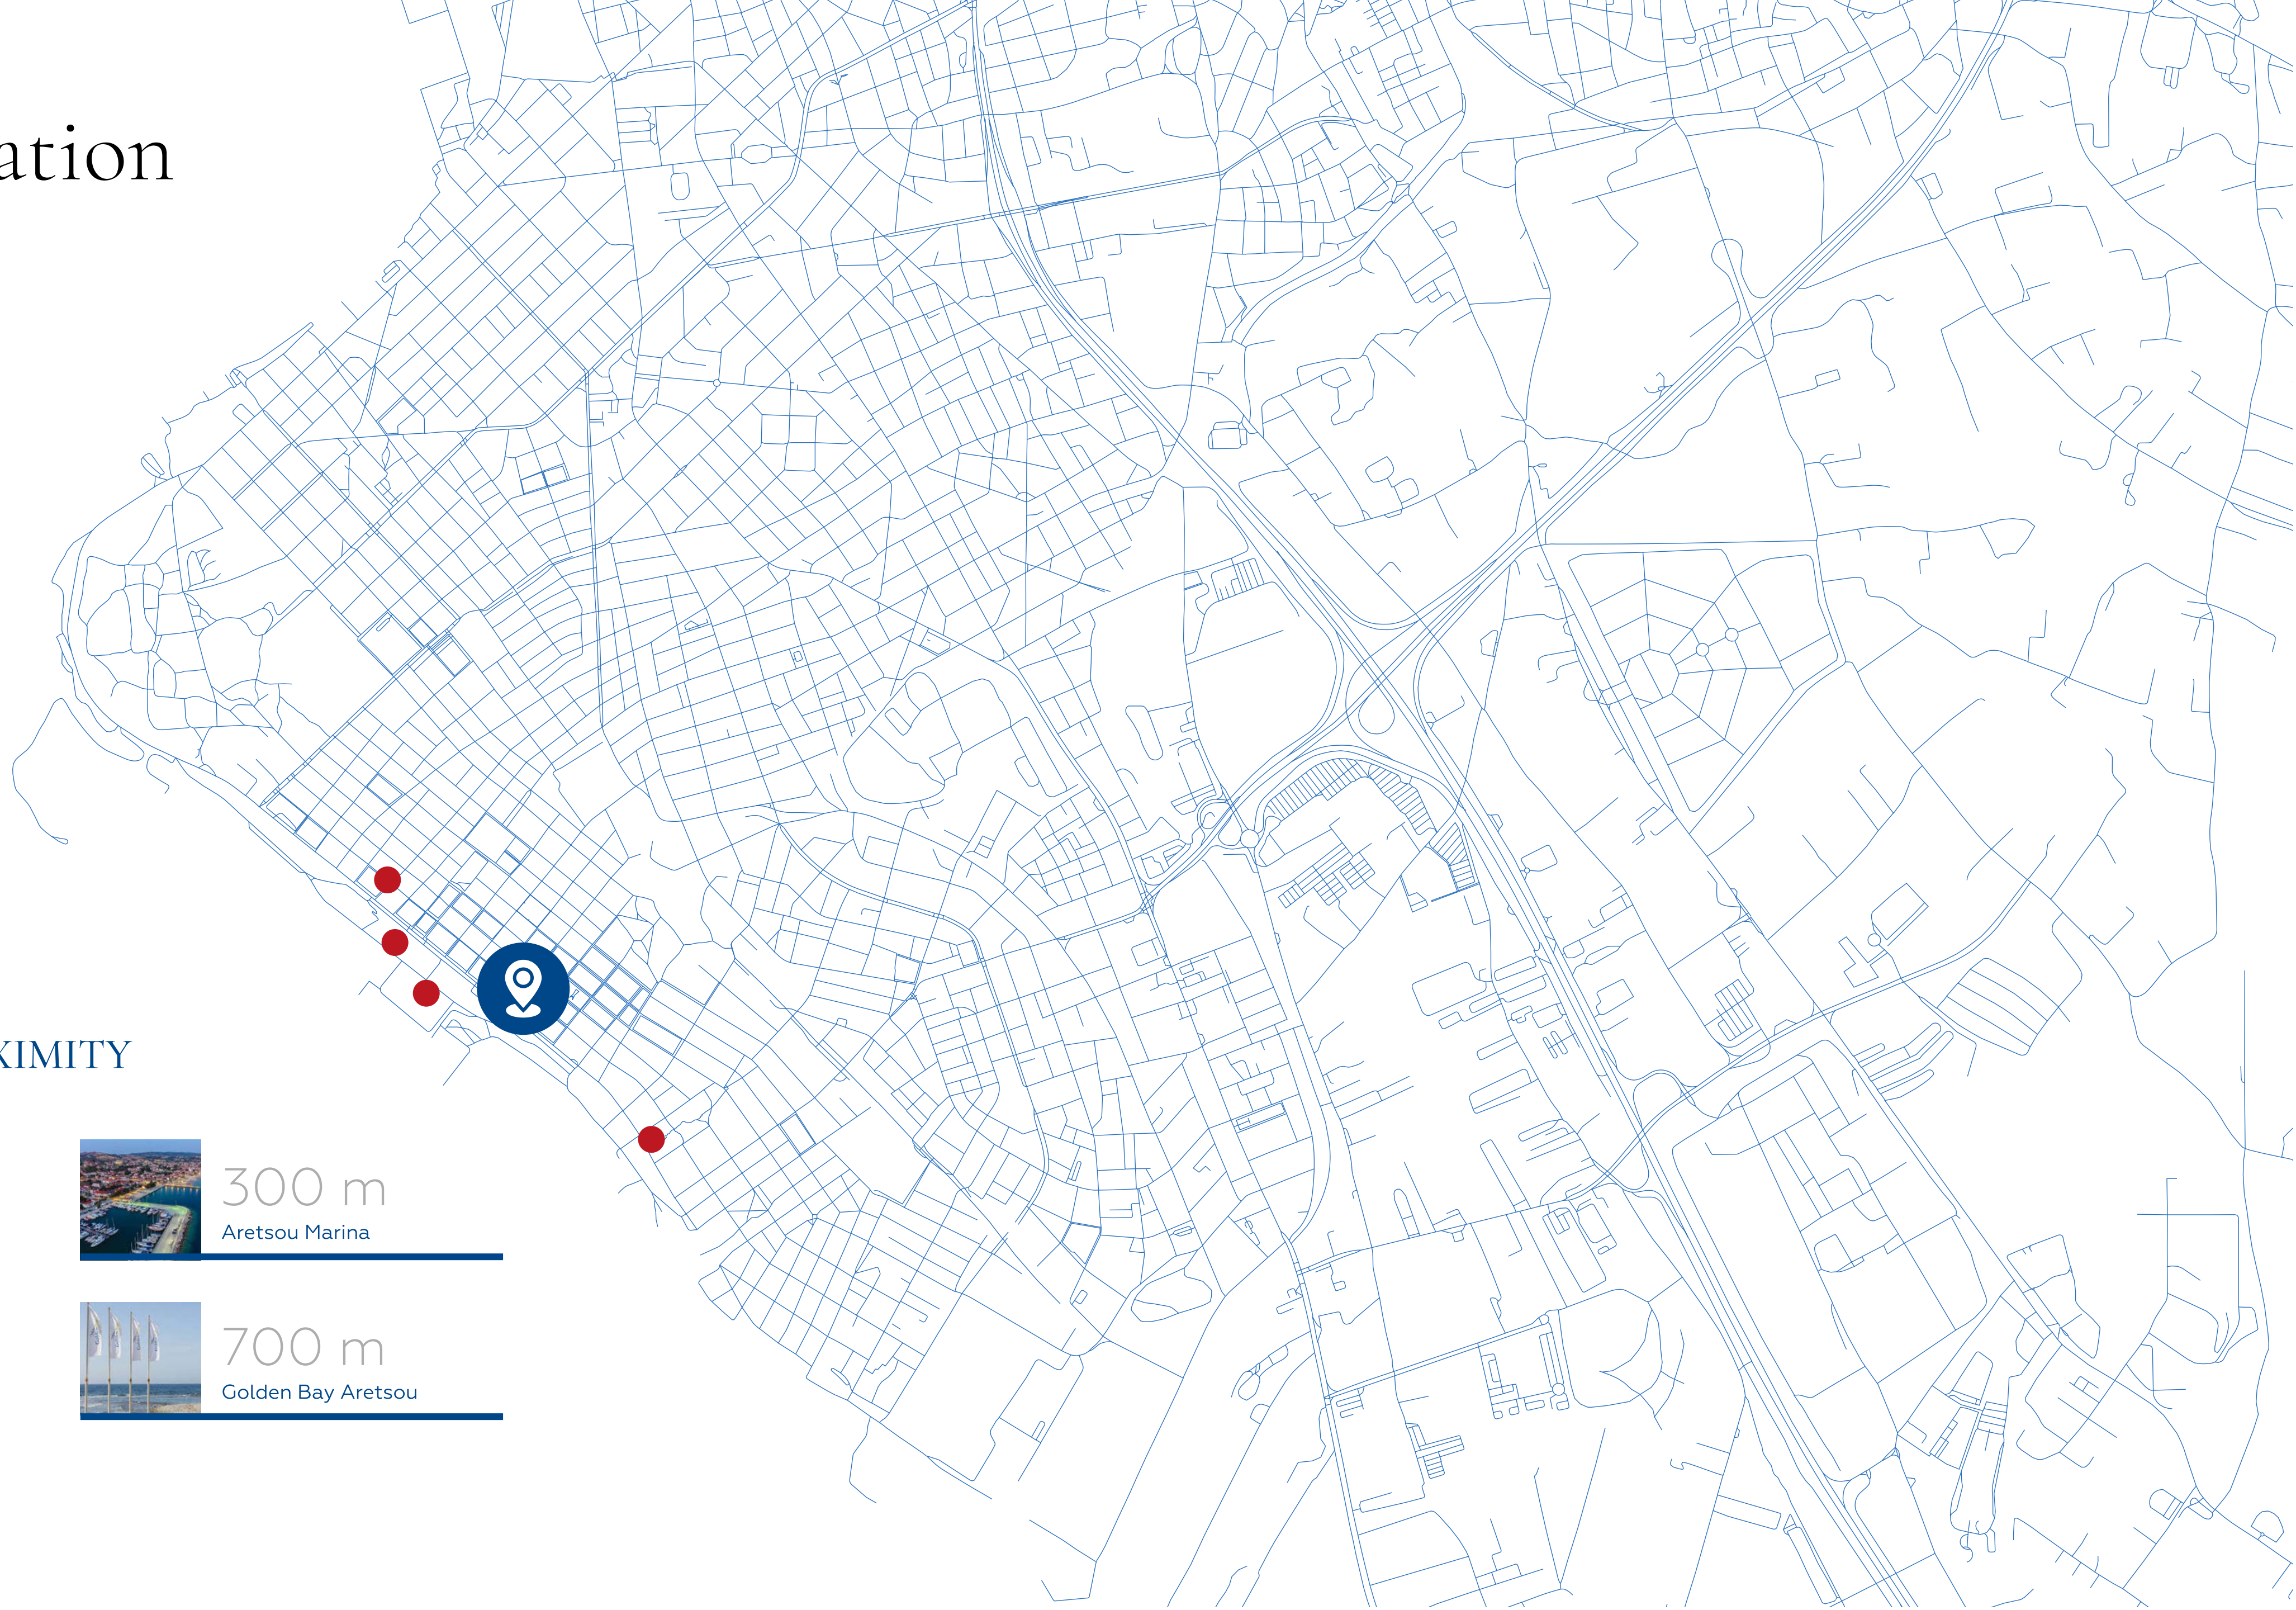 ation
XIMITY
300 m
Aretsou Marina
700 m
Golden Bay Aretsou